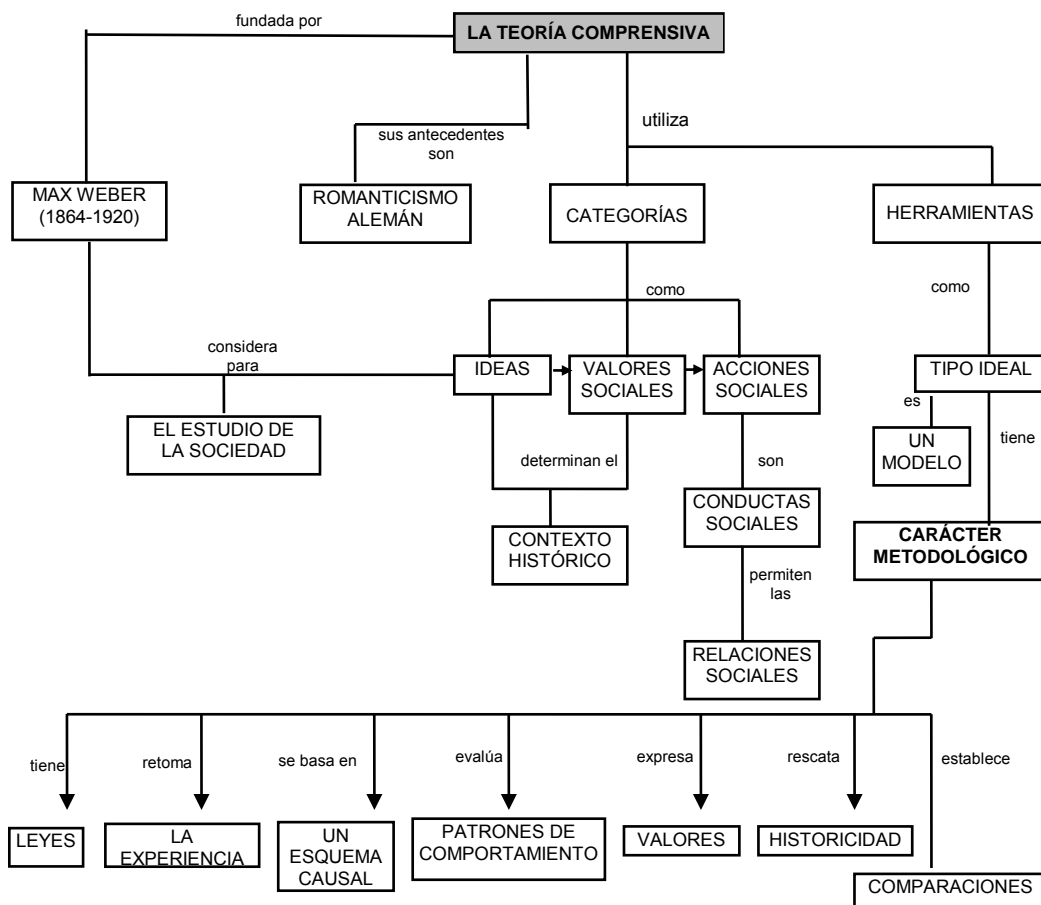 fundada por
LA TEORÍA COMPRENSIVA
sus antecedentes
son
utiliza
MAX WEBER
(1864-1920)
ROMANTICISMO
ALEMÁN
CATEGORÍAS
HERRAMIENTAS
como
como
considera
para
IDEAS
VALORES
SOCIALES
ACCIONES
SOCIALES
TIPO IDEAL
EL ESTUDIO DE
LA SOCIEDAD
es
UN
MODELO
tiene
determinan el
son
CONTEXTO
HISTÓRICO
CONDUCTAS
SOCIALES
CARÁCTER
METODOLÓGICO
permiten
las
RELACIONES
SOCIALES
tiene
retoma
se basa en
evalúa
expresa
rescata
establece
LEYES
LA
EXPERIENCIA
UN
ESQUEMA
CAUSAL
PATRONES DE
COMPORTAMIENTO
VALORES
HISTORICIDAD
COMPARACIONES